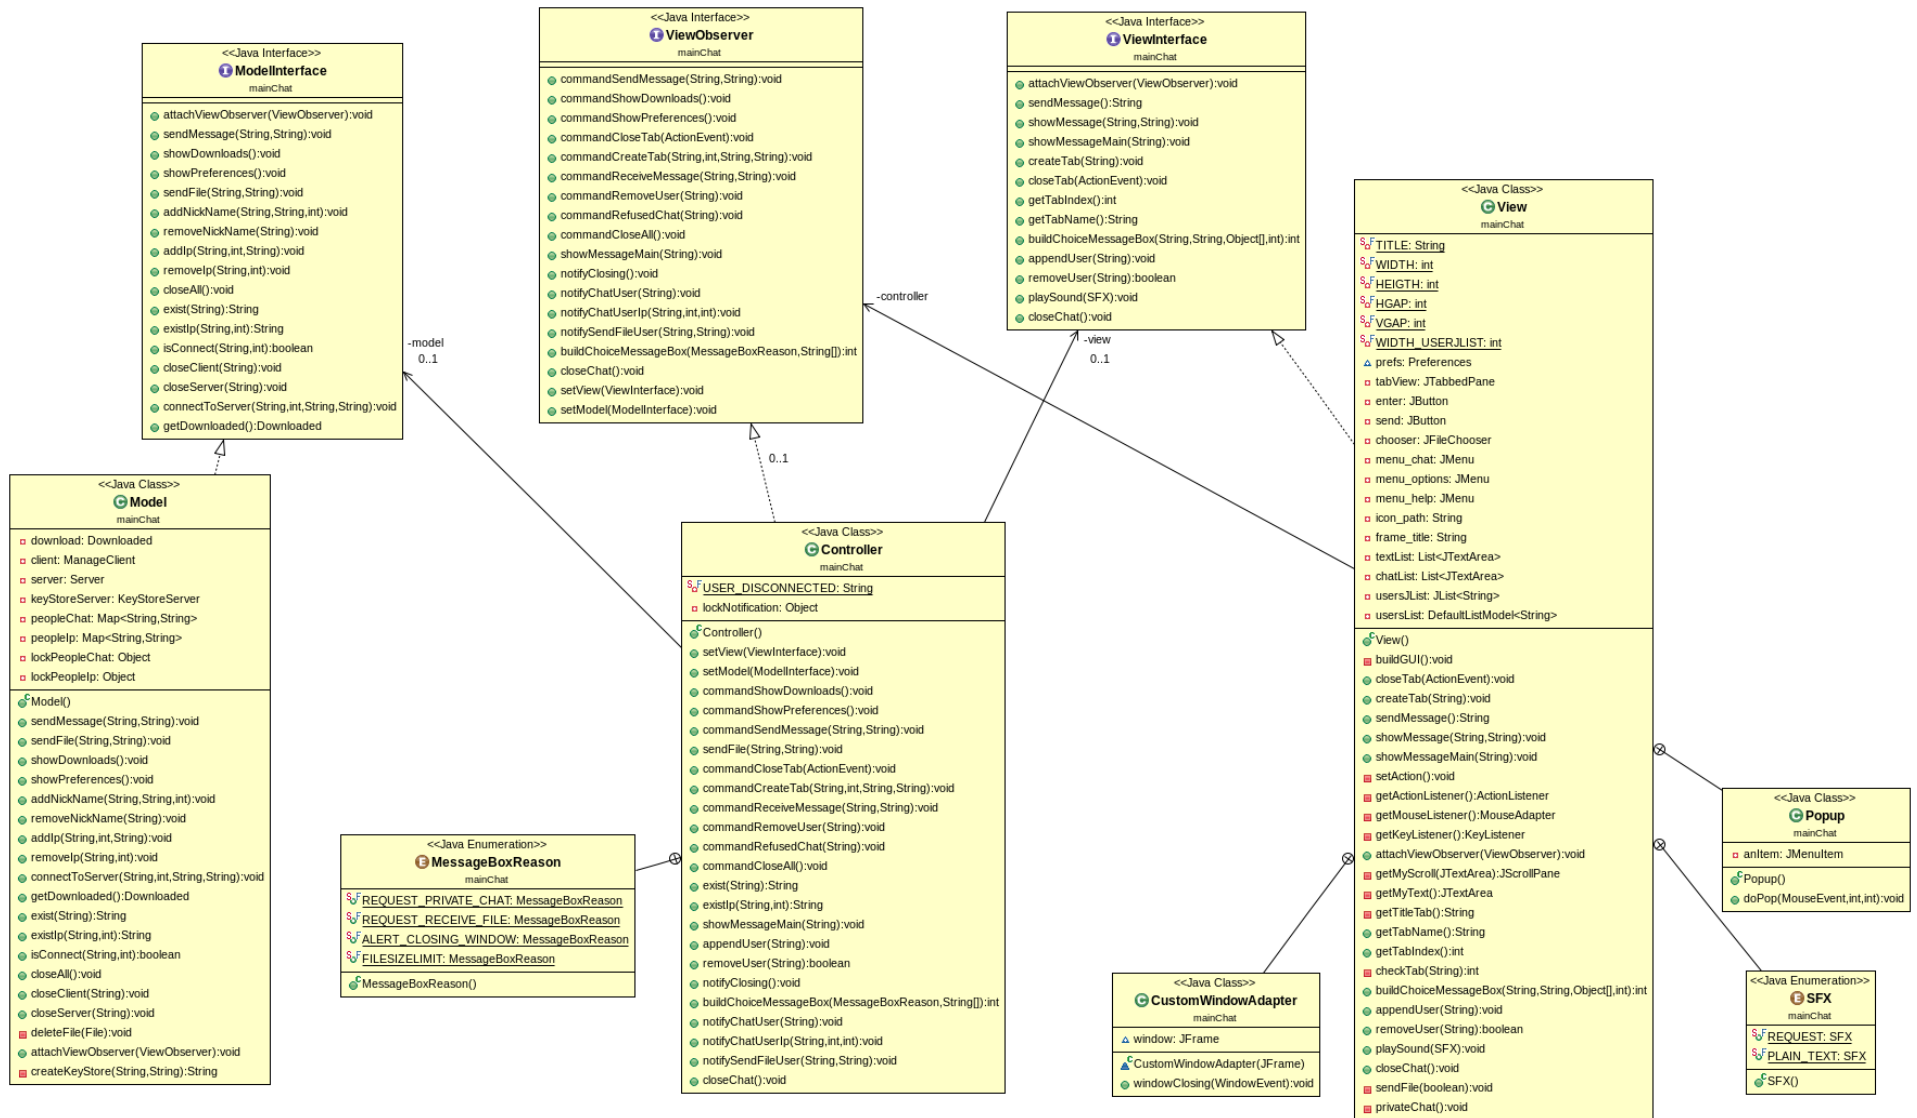 <<Java Interface>>
ModelInterface
mainChat
attachViewObserver(ViewObserver):void
sendMessage(String,String):void
showDownloads():void
showPreferences():void
sendFile(String,String):void
addNickName(String,String,int):void
removeNickName(String):void
addIp(String,int,String):void
removeIp(String,int):void
closeAll():void
exist(String):String
existIp(String,int):String
isConnect(String,int):boolean
closeClient(String):void
closeServer(String):void
connectToServer(String,int,String,String):void
getDownloaded():Downloaded
<<Java Interface>>
ViewObserver
mainChat
commandSendMessage(String,String):void
commandShowDownloads():void
commandShowPreferences():void
commandCloseTab(ActionEvent):void
commandCreateTab(String,int,String,String):void
commandReceiveMessage(String,String):void
commandRemoveUser(String):void
commandRefusedChat(String):void
commandCloseAll():void
showMessageMain(String):void
notifyClosing():void
notifyChatUser(String):void
notifyChatUserIp(String,int,int):void
notifySendFileUser(String,String):void
buildChoiceMessageBox(MessageBoxReason,String[]):int
closeChat():void
setView(ViewInterface):void
setModel(ModelInterface):void
<<Java Interface>>
ViewInterface
mainChat
attachViewObserver(ViewObserver):void
sendMessage():String
showMessage(String,String):void
showMessageMain(String):void
createTab(String):void
closeTab(ActionEvent):void
getTabIndex():int
getTabName():String
buildChoiceMessageBox(String,String,Object[],int):int
appendUser(String):void
removeUser(String):boolean
playSound(SFX):void
closeChat():void
-model
0..1
-controller
-view
0..1
0..1
<<Java Class>>
View
mainChat
TITLE: String
WIDTH: int
HEIGTH: int
HGAP: int
VGAP: int
WIDTH_USERJLIST: int
prefs: Preferences
tabView: JTabbedPane
enter: JButton
send: JButton
chooser: JFileChooser
menu_chat: JMenu
menu_options: JMenu
menu_help: JMenu
icon_path: String
frame_title: String
textList: List<JTextArea>
chatList: List<JTextArea>
usersJList: JList<String>
usersList: DefaultListModel<String>
View()
buildGUI():void
closeTab(ActionEvent):void
createTab(String):void
sendMessage():String
showMessage(String,String):void
showMessageMain(String):void
setAction():void
getActionListener():ActionListener
getMouseListener():MouseAdapter
getKeyListener():KeyListener
attachViewObserver(ViewObserver):void
getMyScroll(JTextArea):JScrollPane
getMyText():JTextArea
getTitleTab():String
getTabName():String
getTabIndex():int
checkTab(String):int
buildChoiceMessageBox(String,String,Object[],int):int
appendUser(String):void
removeUser(String):boolean
playSound(SFX):void
closeChat():void
sendFile(boolean):void
privateChat():void
<<Java Class>>
Model
mainChat
download: Downloaded
client: ManageClient
server: Server
keyStoreServer: KeyStoreServer
peopleChat: Map<String,String>
peopleIp: Map<String,String>
lockPeopleChat: Object
lockPeopleIp: Object
Model()
sendMessage(String,String):void
sendFile(String,String):void
showDownloads():void
showPreferences():void
addNickName(String,String,int):void
removeNickName(String):void
addIp(String,int,String):void
removeIp(String,int):void
connectToServer(String,int,String,String):void
getDownloaded():Downloaded
exist(String):String
existIp(String,int):String
isConnect(String,int):boolean
closeAll():void
closeClient(String):void
closeServer(String):void
deleteFile(File):void
attachViewObserver(ViewObserver):void
createKeyStore(String,String):String
<<Java Class>>
Controller
mainChat
USER_DISCONNECTED: String
lockNotification: Object
Controller()
setView(ViewInterface):void
setModel(ModelInterface):void
commandShowDownloads():void
commandShowPreferences():void
commandSendMessage(String,String):void
sendFile(String,String):void
commandCloseTab(ActionEvent):void
commandCreateTab(String,int,String,String):void
commandReceiveMessage(String,String):void
commandRemoveUser(String):void
commandRefusedChat(String):void
commandCloseAll():void
exist(String):String
existIp(String,int):String
showMessageMain(String):void
appendUser(String):void
removeUser(String):boolean
notifyClosing():void
buildChoiceMessageBox(MessageBoxReason,String[]):int
notifyChatUser(String):void
notifyChatUserIp(String,int,int):void
notifySendFileUser(String,String):void
closeChat():void
<<Java Enumeration>>
MessageBoxReason
mainChat
REQUEST_PRIVATE_CHAT: MessageBoxReason
REQUEST_RECEIVE_FILE: MessageBoxReason
ALERT_CLOSING_WINDOW: MessageBoxReason
FILESIZELIMIT: MessageBoxReason
MessageBoxReason()
<<Java Class>>
Popup
mainChat
anItem: JMenuItem
Popup()
doPop(MouseEvent,int,int):void
<<Java Class>>
CustomWindowAdapter
mainChat
window: JFrame
CustomWindowAdapter(JFrame)
windowClosing(WindowEvent):void
<<Java Enumeration>>
SFX
mainChat
REQUEST: SFX
PLAIN_TEXT: SFX
SFX()